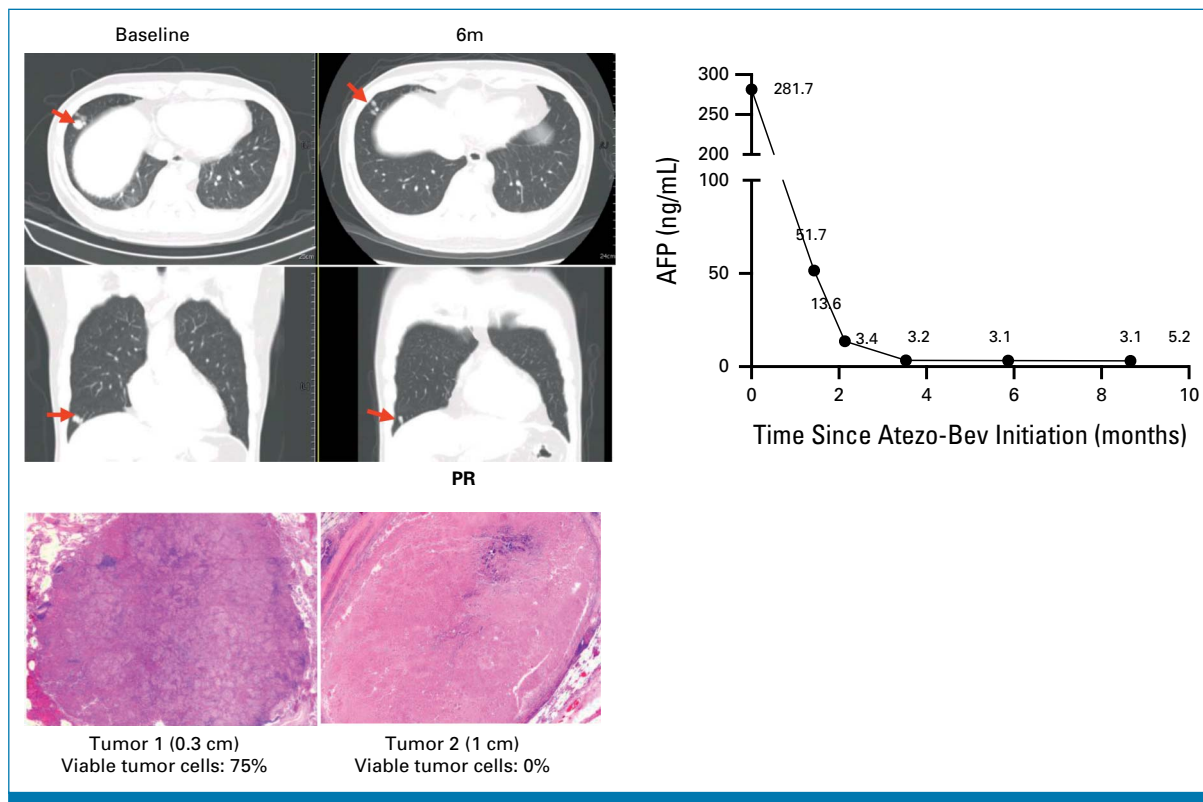 Baseline
6m
25cm
24cm
PR
Tumor 1 (0.3 cm)
Viable tumor cells: 75%
Tumor 2 (1 cm)
Viable tumor cells: 0%
AFP (ng/mL)
300
250
200
100
50
0
281.7
51.7
13.6
3.4
3.2
3.1
3.1
5.2
0
2
4
6
8
10
Time Since Atezo-Bev Initiation (months)